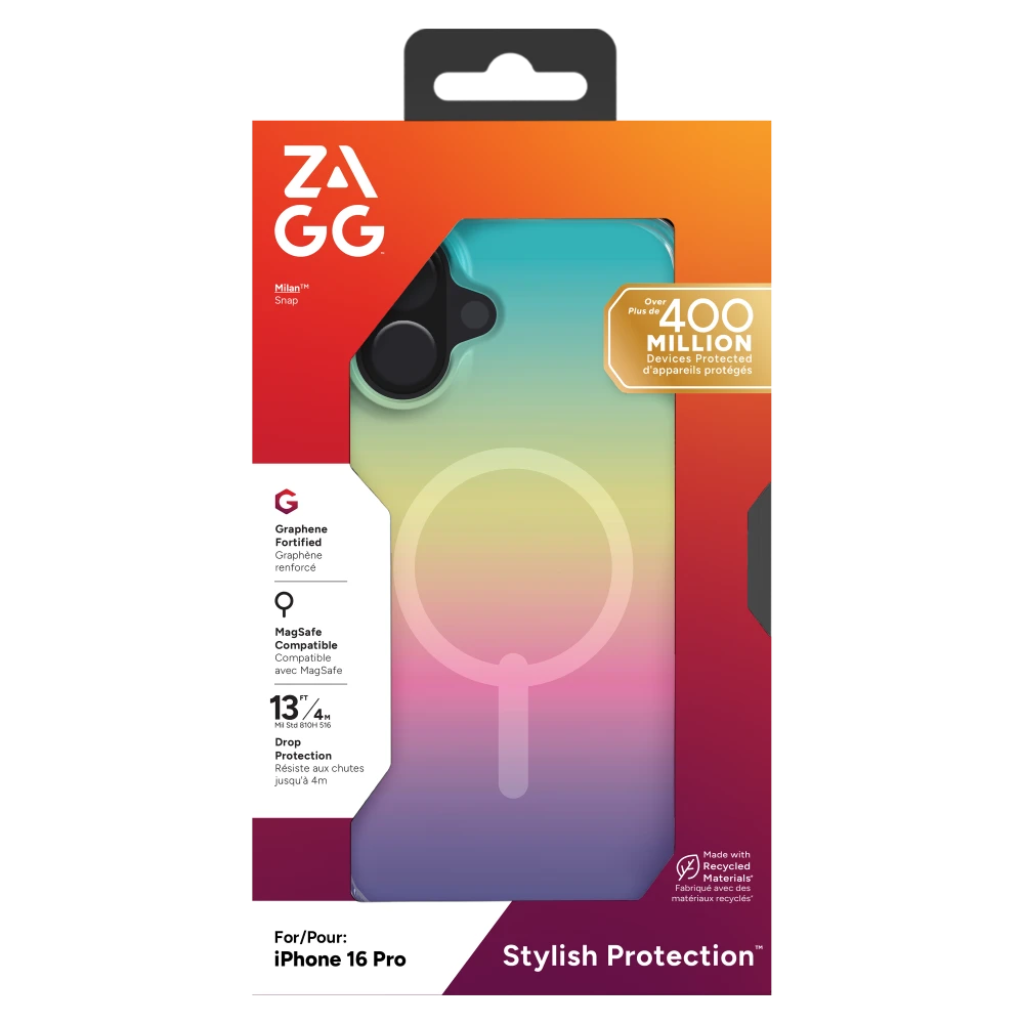 ZAGG™
Milan™
Snap
Over
Plus de
400
MILLION
Devices Protected
d'appareils protégés
Graphene
Fortified
Graphène
renforcé
MagSafe
Compatible
Compatible
avec MagSafe
13FT/4M
Mil Std 810H 516
Drop
Protection
Résiste aux chutes
jusqu'à 4m
Made with
Recycled
Materials*
Fabriqué avec des
matériaux recyclés*
For/Pour:
iPhone 16 Pro
Stylish Protection™